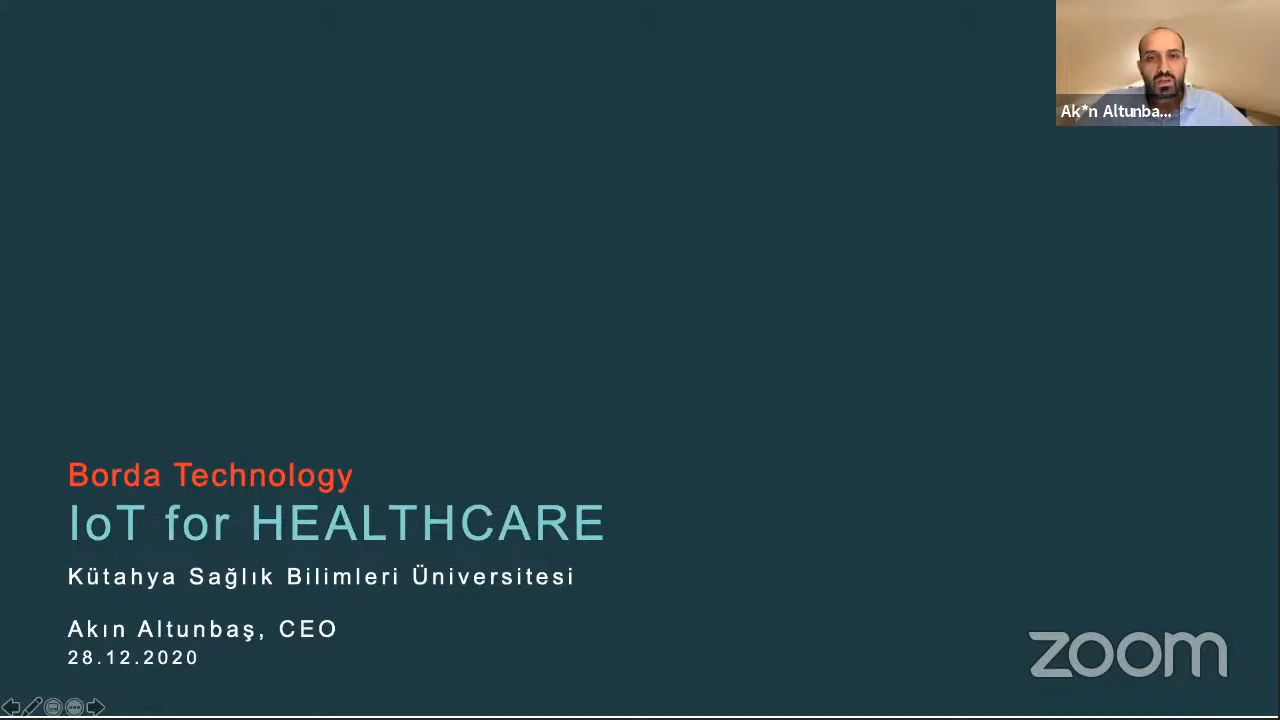 Ak*n Altunba...
Borda Technology
IoT for HEALTHCARE
Kütahya Sağlık Bilimleri Üniversitesi
Akın Altunbaş, CEO
28.12.2020
zoom